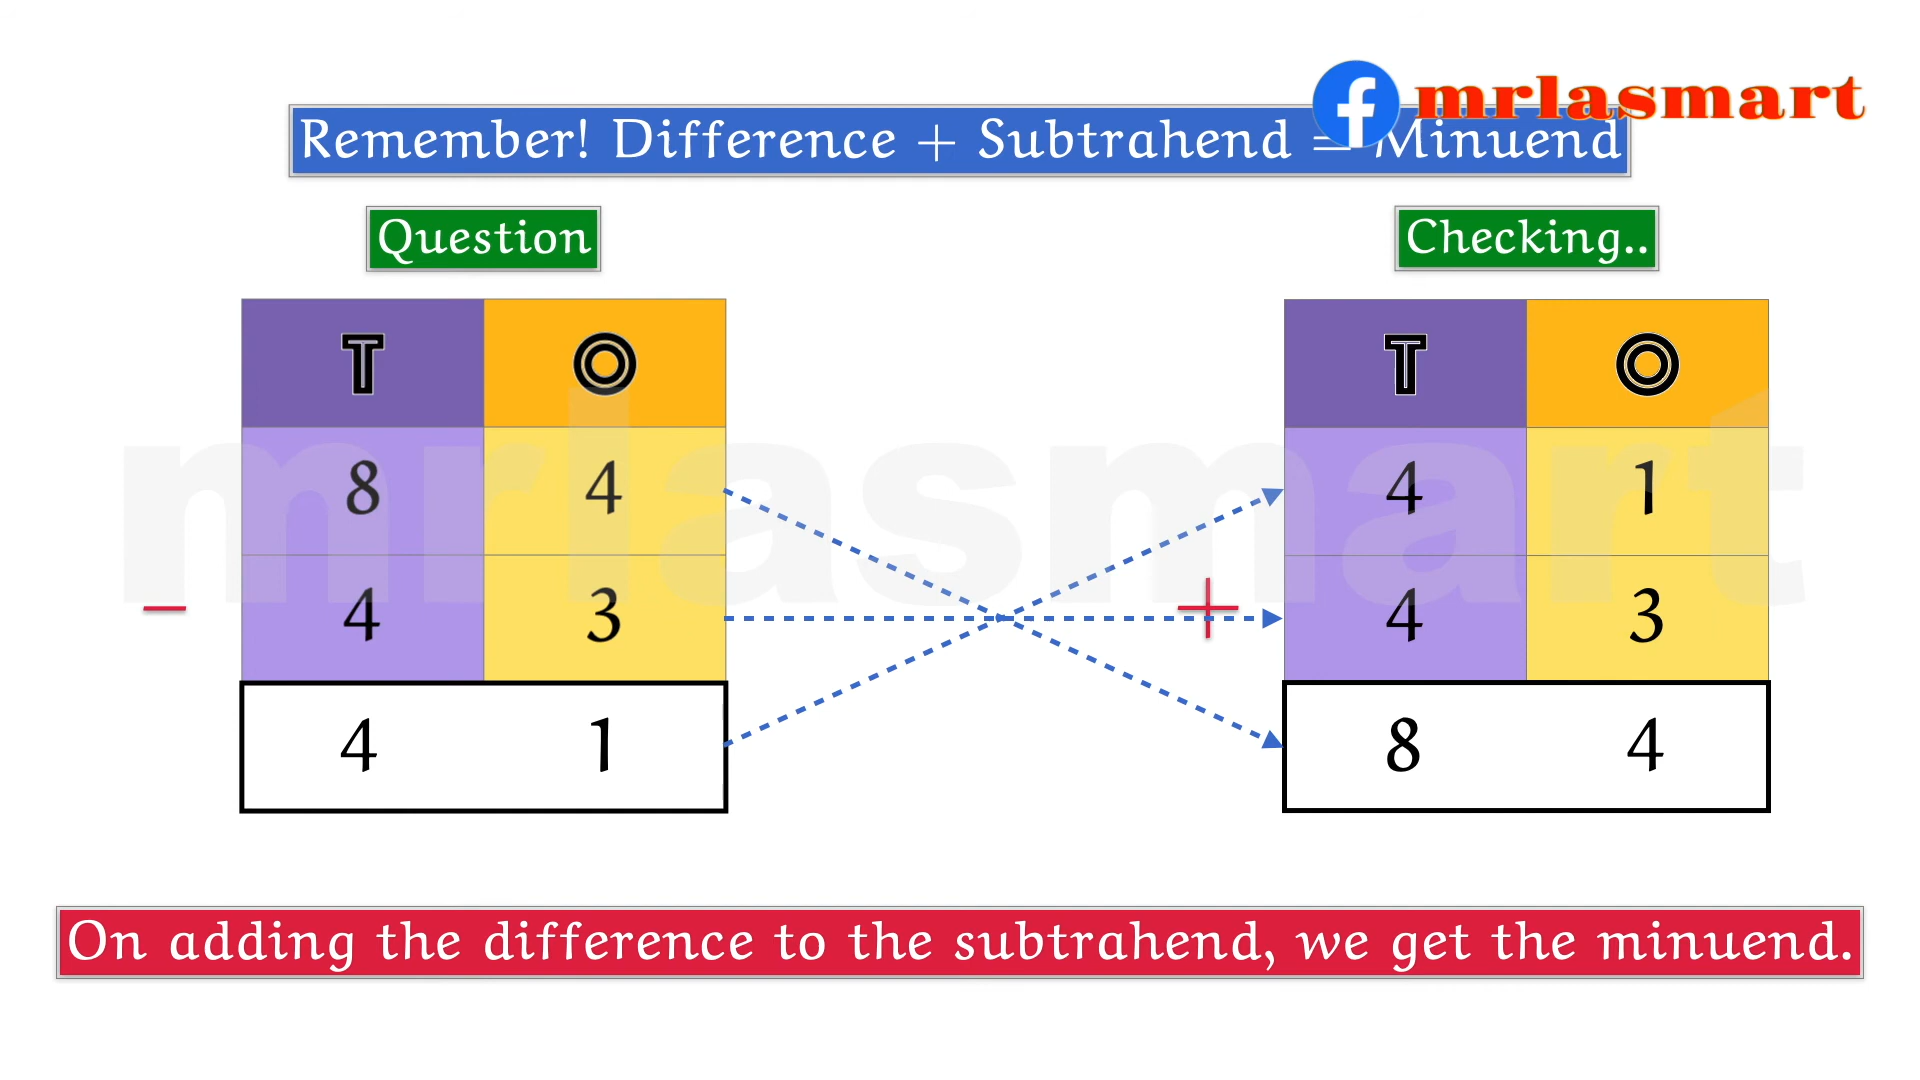 mrlasmart
Remember! Difference + Subtrahend = Minuend
Question
Checking..
T O
8 4
− 4 3
4 1
T O
4 1
+ 4 3
8 4
mrlasmart
On adding the difference to the subtrahend, we get the minuend.